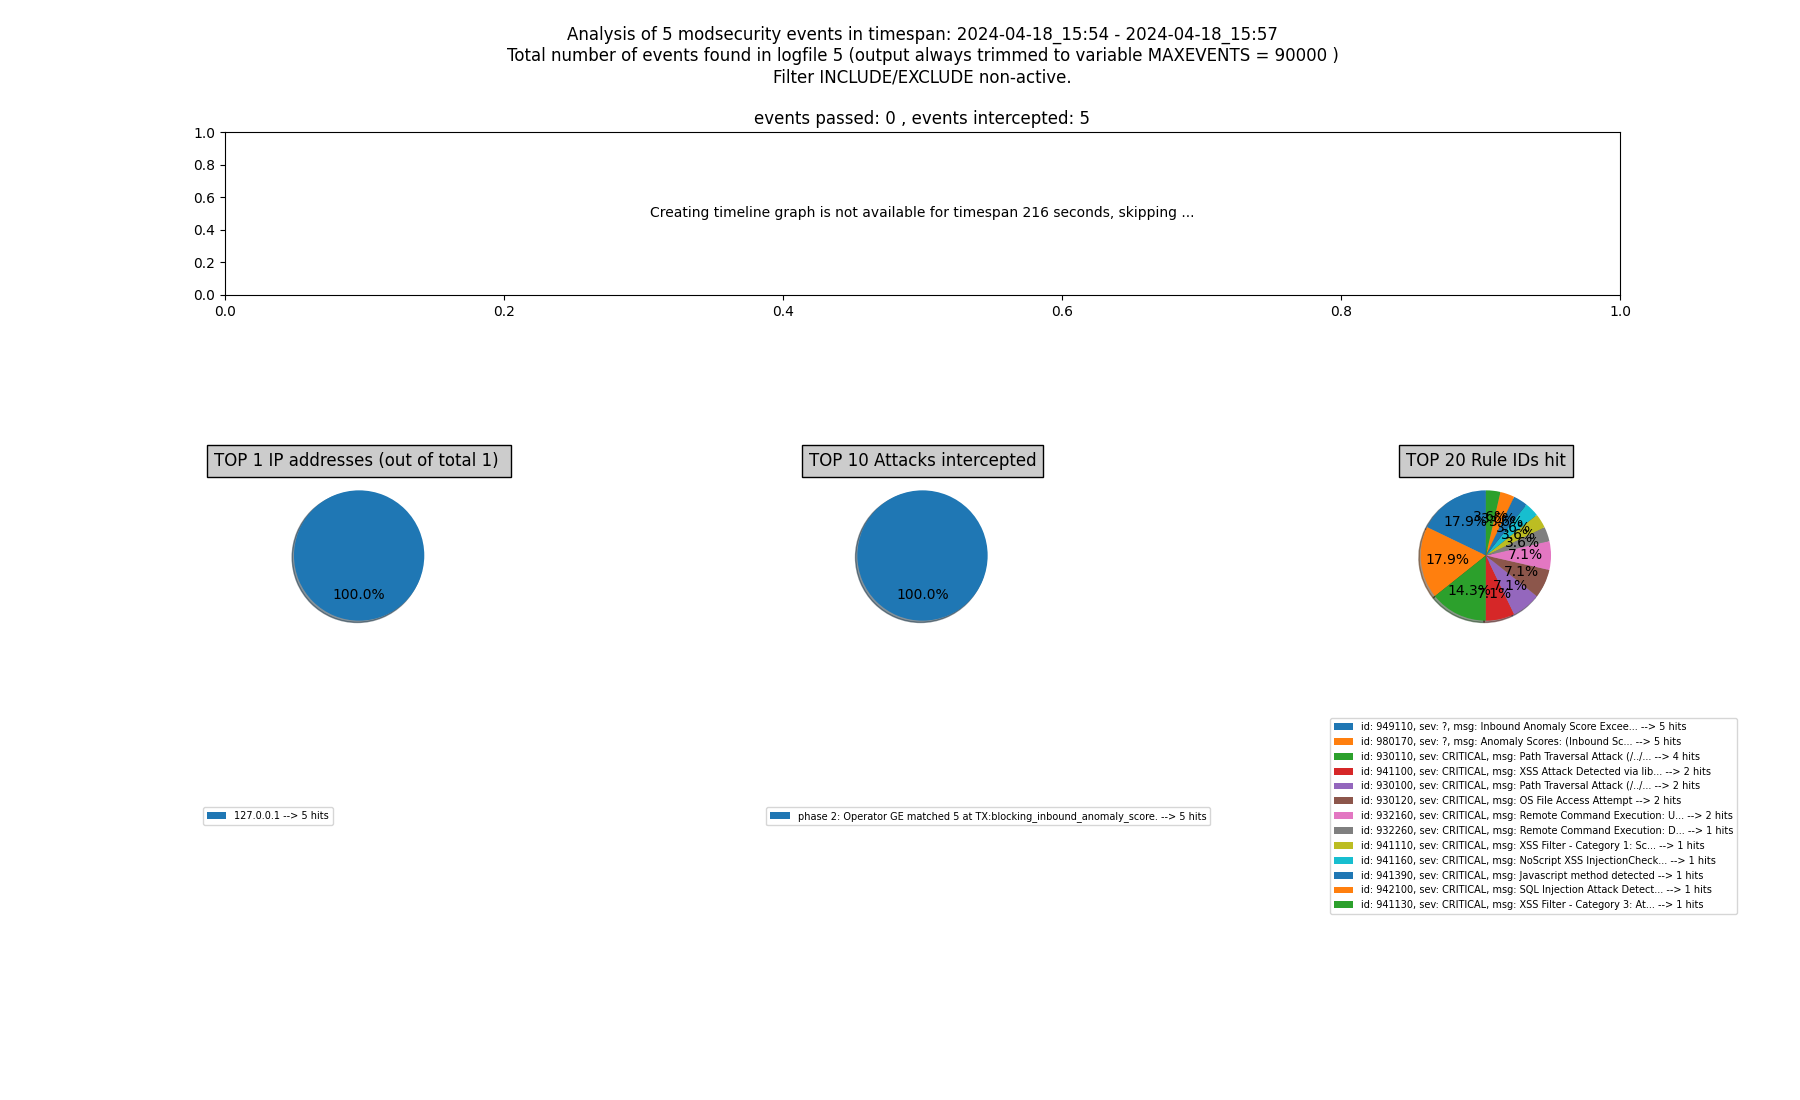 Analysis of 5 modsecurity events in timespan: 2024-04-18_15:54 - 2024-04-18_15:57
Total number of events found in logfile 5 (output always trimmed to variable MAXEVENTS = 90000 )
Filter INCLUDE/EXCLUDE non-active.
events passed: 0 , events intercepted: 5
1.0
0.8
0.6
0.4
0.2
0.0
Creating timeline graph is not available for timespan 216 seconds, skipping ...
0.0 0.2 0.4 0.6 0.8 1.0
TOP 1 IP addresses (out of total 1)
100.0%
127.0.0.1 --> 5 hits
TOP 10 Attacks intercepted
100.0%
phase 2: Operator GE matched 5 at TX:blocking_inbound_anomaly_score. --> 5 hits
TOP 20 Rule IDs hit
17.9%
17.9%
14.3%
7.1%
7.1%
7.1%
7.1%
3.6%
3.6%
3.6%
3.6%
3.6%
id: 949110, sev: ?, msg: Inbound Anomaly Score Excee... --> 5 hits
id: 980170, sev: ?, msg: Anomaly Scores: (Inbound Sc... --> 5 hits
id: 930110, sev: CRITICAL, msg: Path Traversal Attack (/../... --> 4 hits
id: 941100, sev: CRITICAL, msg: XSS Attack Detected via lib... --> 2 hits
id: 930100, sev: CRITICAL, msg: Path Traversal Attack (/../... --> 2 hits
id: 930120, sev: CRITICAL, msg: OS File Access Attempt --> 2 hits
id: 932160, sev: CRITICAL, msg: Remote Command Execution: U... --> 2 hits
id: 932260, sev: CRITICAL, msg: Remote Command Execution: D... --> 1 hits
id: 941110, sev: CRITICAL, msg: XSS Filter - Category 1: Sc... --> 1 hits
id: 941160, sev: CRITICAL, msg: NoScript XSS InjectionCheck... --> 1 hits
id: 941390, sev: CRITICAL, msg: Javascript method detected --> 1 hits
id: 942100, sev: CRITICAL, msg: SQL Injection Attack Detect... --> 1 hits
id: 941130, sev: CRITICAL, msg: XSS Filter - Category 3: At... --> 1 hits